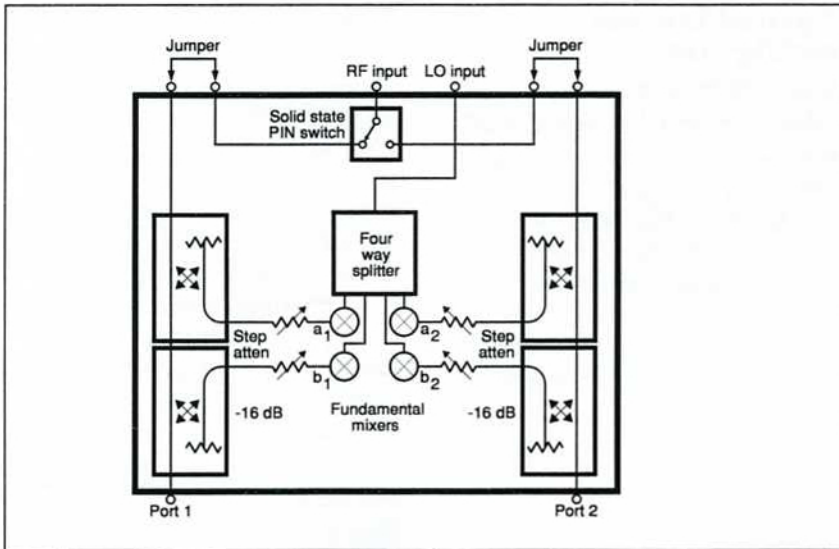 Jumper
Jumper
RF input
LO input
Solid state
PIN switch
Four
way
splitter
a1
a2
Step
atten
Step
atten
b1
b2
-16 dB
-16 dB
Fundamental
mixers
Port 1
Port 2